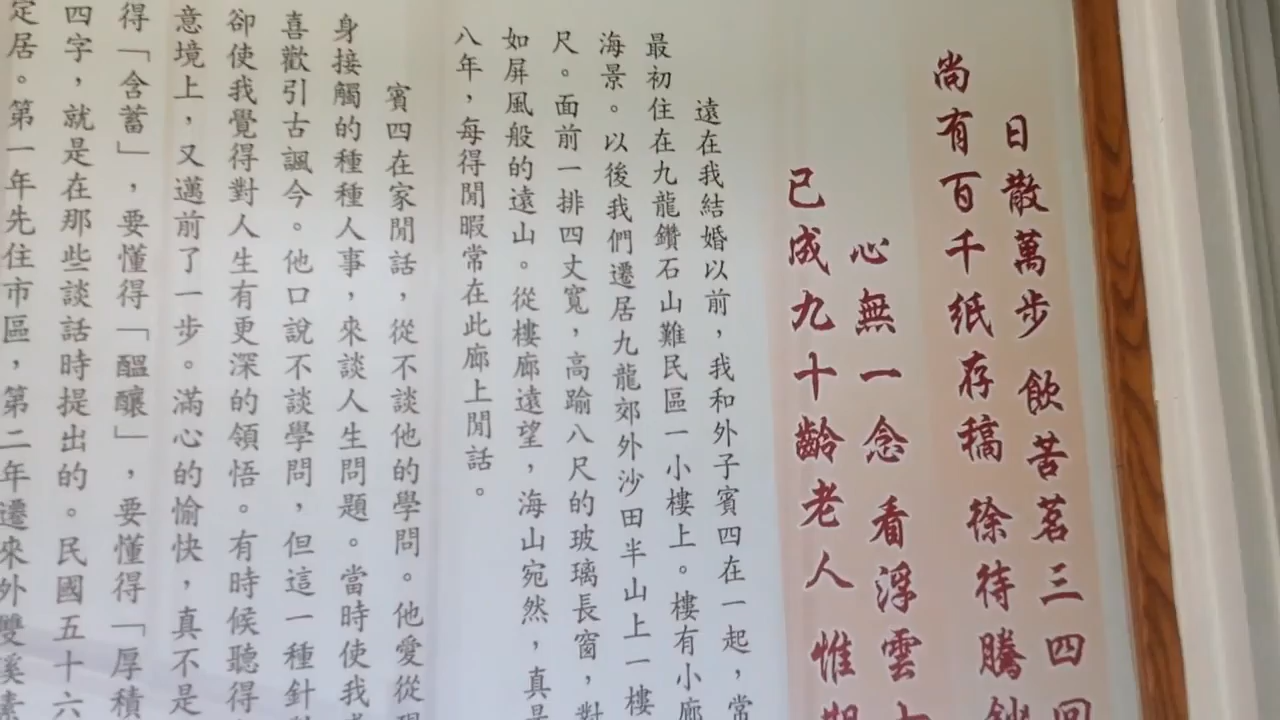 日散萬步 飲苦茗三四回
尚有百千紙存稿 徐待騰鈔
心無一念 看浮雲
已成九十齡老人 惟期
遠在我結婚以前，我和外子賓四在一起，常
最初住在九龍鑽石山難民區一小樓上。樓有小廊
海景。以後我們遷居九龍郊外沙田半山上一樓
尺。面前一排四丈寬，高踰八尺的玻璃長窗，對
如屏風般的遠山。從樓廊遠望，海山宛然，真是
八年，每得閒暇常在此廊上閒話。
賓四在家閒話，從不談他的學問。他愛從
身接觸的種種人事，來談人生問題。當時使我
喜歡引古諷今。他口說不談學問，但這一種針
卻使我覺得對人生有更深的領悟。有時候聽得
意境上，又邁前了一步。滿心的愉快，真不是
得「含蓄」，要懂得「醞釀」，要懂得「厚積
四字，就是在那些談話時提出的。民國五十六
定居。第一年先住市區，第二年遷來外雙溪素